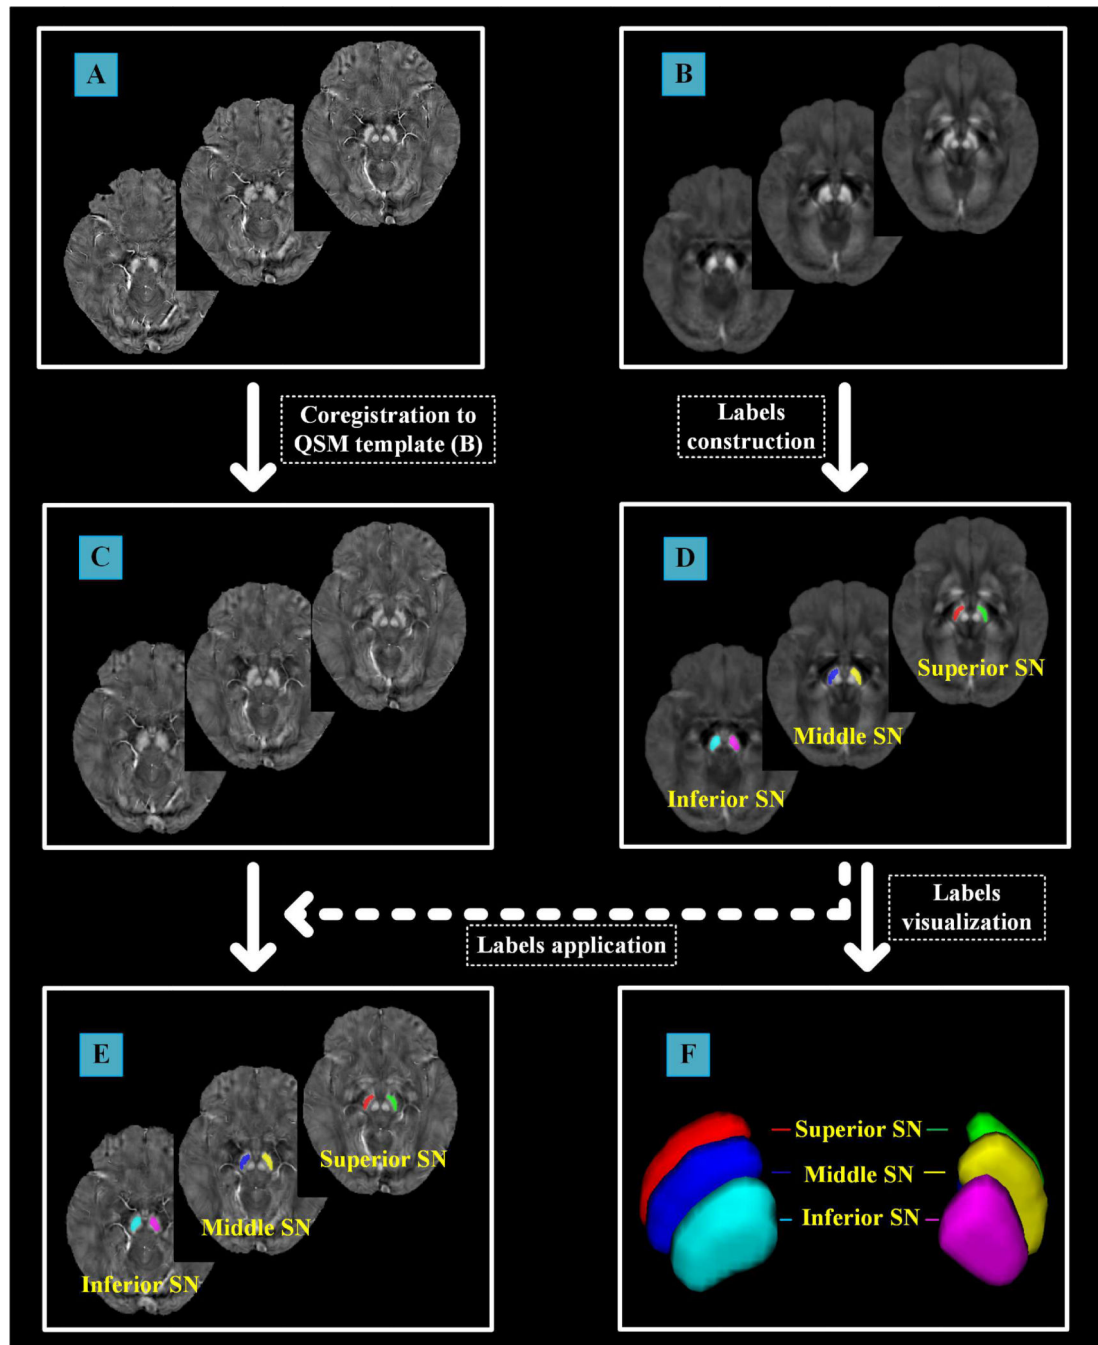 A
B
Coregistration to
QSM template (B)
Labels
construction
C
D
Superior SN
Middle SN
Inferior SN
Labels
visualization
Labels application
E
Superior SN
Middle SN
Inferior SN
F
Superior SN
Middle SN
Inferior SN